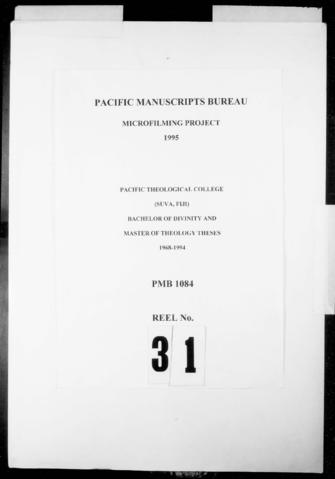 PACIFIC MANUSCRIPTS BUREAU
MICROFILMING PROJECT
1995
PACIFIC THEOLOGICAL COLLEGE
(SUVA, FIJI)
BACHELOR OF DIVINITY AND
MASTER OF THEOLOGY THESES
1968-1994
PMB 1084
REEL No.
31